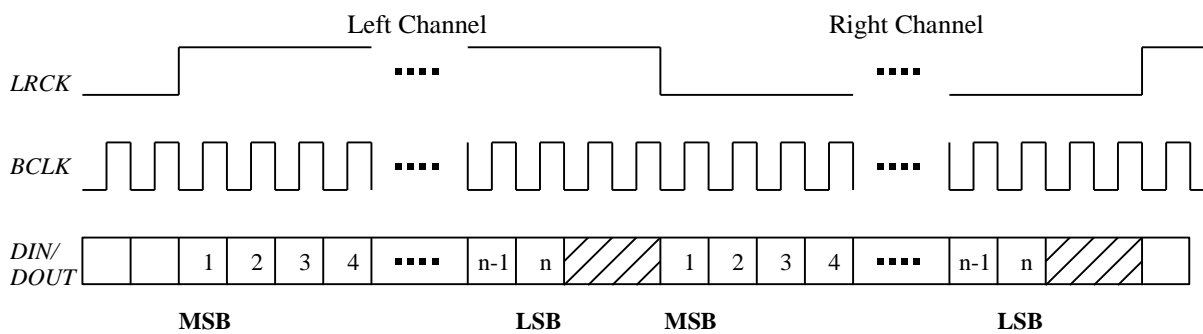 Left Channel Right Channel
LRCK
BCLK
DIN/ 1 2 3 4 n-1 n 1 2 3 4 n-1 n
DOUT
MSB LSB MSB LSB